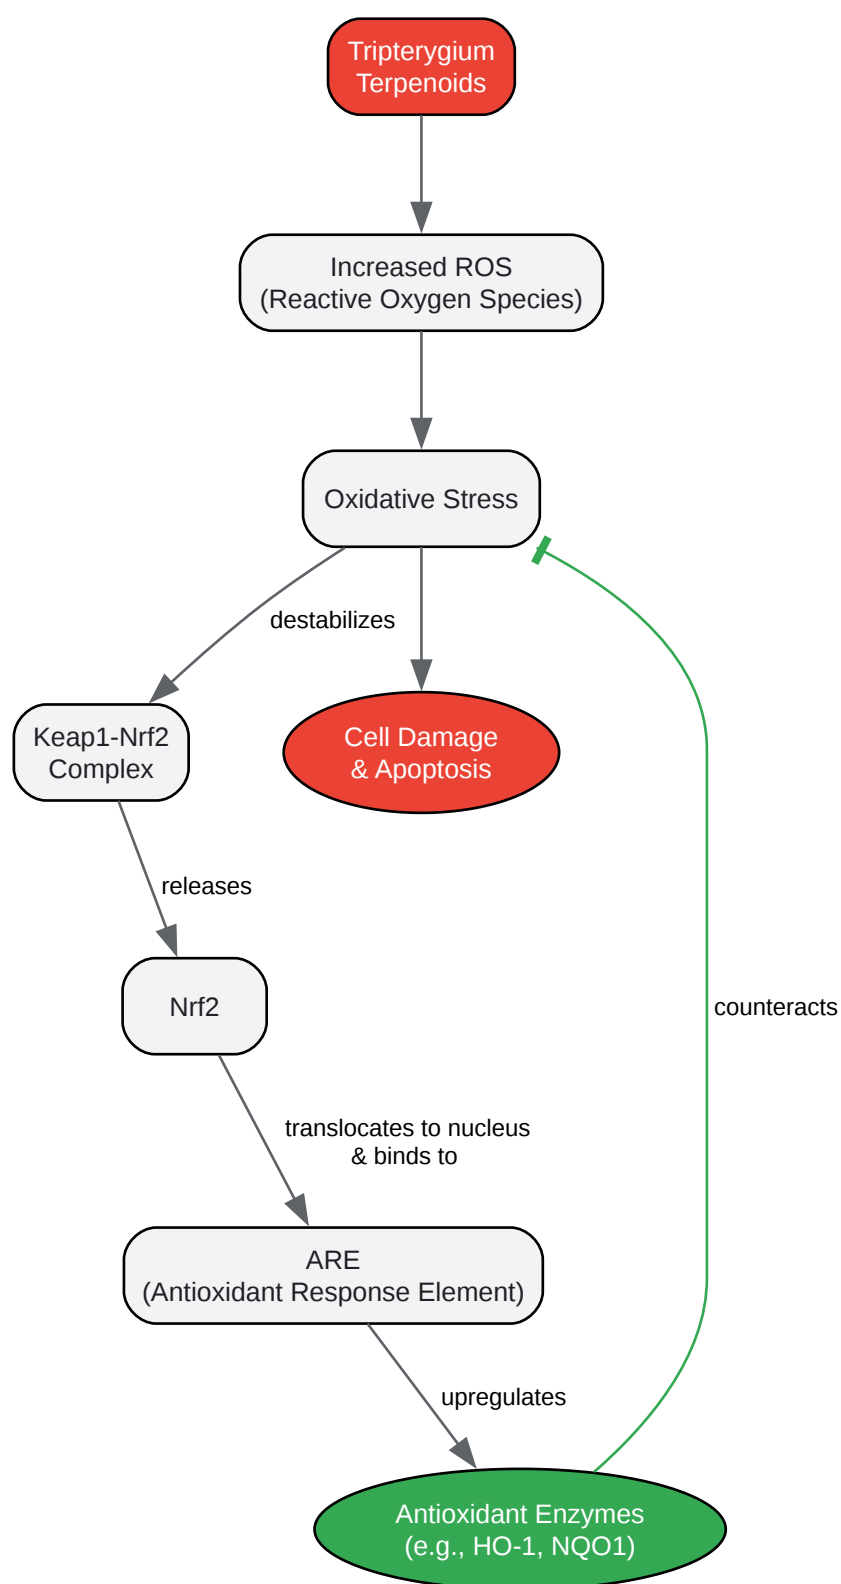 Tripterygium
Terpenoids
Increased ROS
(Reactive Oxygen Species)
Oxidative Stress
destabilizes
Keap1-Nrf2
Complex
Cell Damage
& Apoptosis
releases
Nrf2
counteracts
translocates to nucleus
& binds to
ARE
(Antioxidant Response Element)
upregulates
Antioxidant Enzymes
(e.g., HO-1, NQO1)